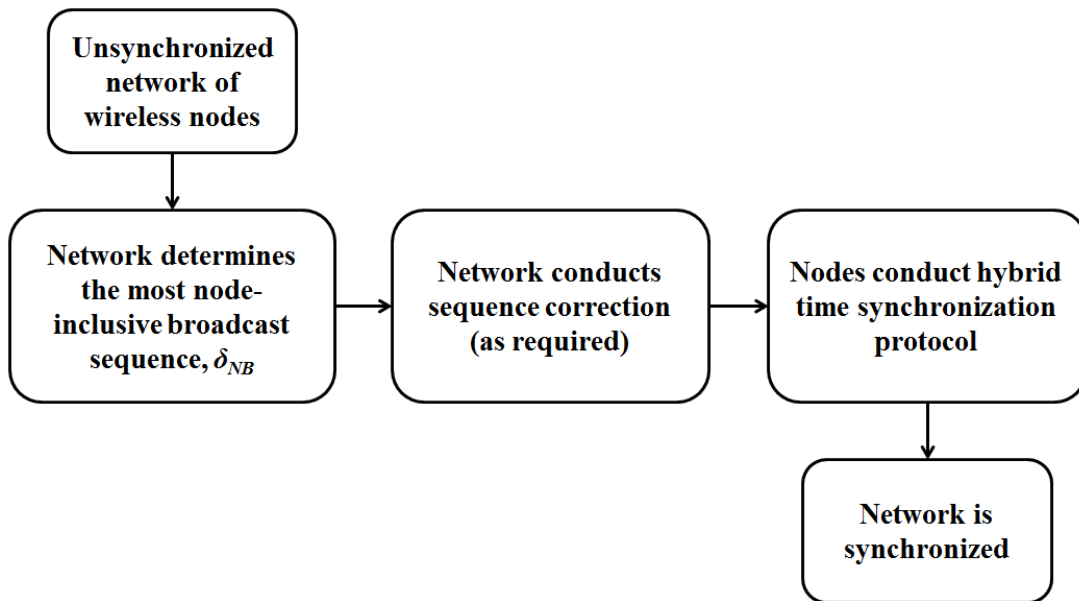 Unsynchronized
network of
wireless nodes
Network determines
the most node-
inclusive broadcast
sequence, δNB
Network conducts
sequence correction
(as required)
Nodes conduct hybrid
time synchronization
protocol
Network is
synchronized